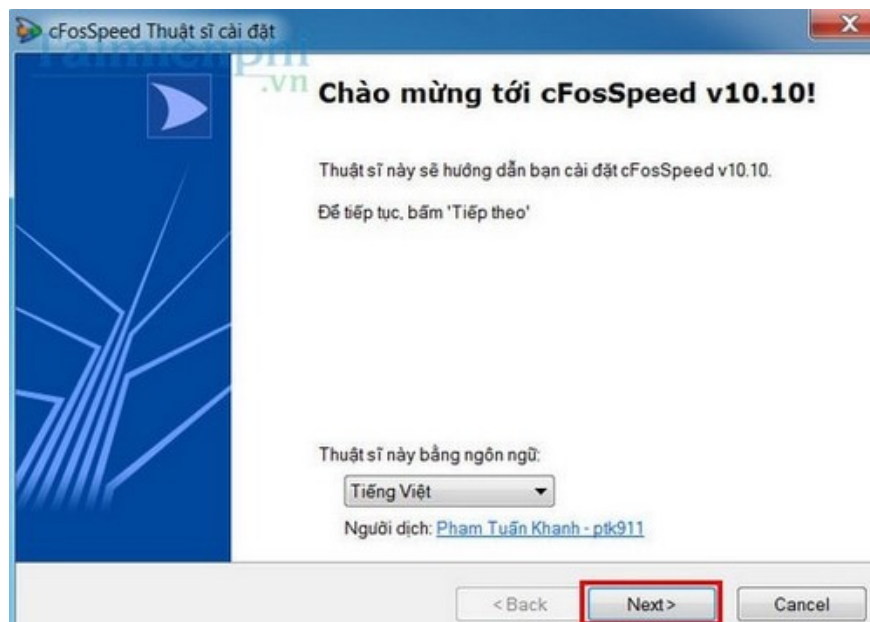 cFosSpeed Thuật sĩ cài đặt
Taimienphi
.vn
Chào mừng tới cFosSpeed v10.10!
Thuật sĩ này sẽ hướng dẫn bạn cài đặt cFosSpeed v10.10.
Để tiếp tục, bấm 'Tiếp theo'
Thuật sĩ này bằng ngôn ngữ:
Tiếng Việt
Người dịch: Phạm Tuấn Khanh - ptk911
< Back Next > Cancel